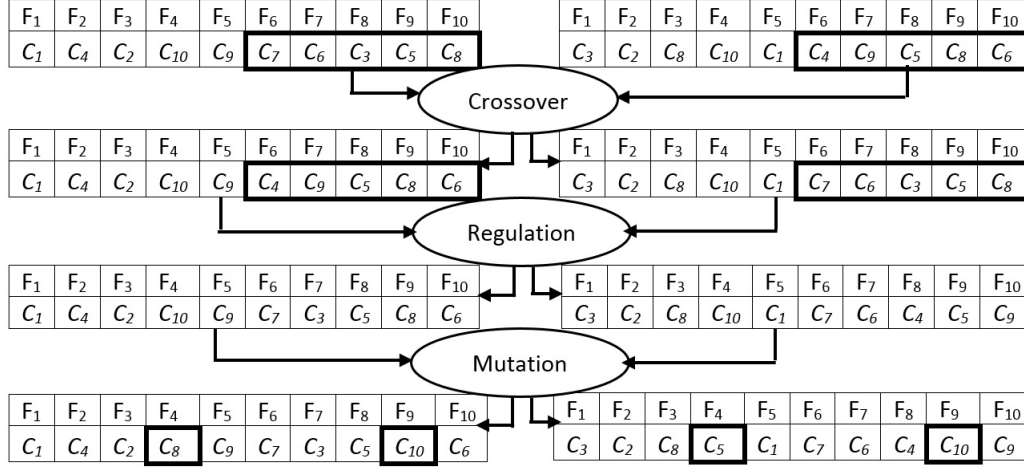 F1 F2 F3 F4 F5 F6 F7 F8 F9 F10
C1 C4 C2 C10 C9 C7 C6 C3 C5 C8
F1 F2 F3 F4 F5 F6 F7 F8 F9 F10
C3 C2 C8 C10 C1 C4 C9 C5 C8 C6
Crossover
F1 F2 F3 F4 F5 F6 F7 F8 F9 F10
C1 C4 C2 C10 C9 C4 C9 C5 C8 C6
F1 F2 F3 F4 F5 F6 F7 F8 F9 F10
C3 C2 C8 C10 C1 C7 C6 C3 C5 C8
Regulation
F1 F2 F3 F4 F5 F6 F7 F8 F9 F10
C1 C4 C2 C10 C9 C7 C3 C5 C8 C6
F1 F2 F3 F4 F5 F6 F7 F8 F9 F10
C3 C2 C8 C10 C1 C7 C6 C4 C5 C9
Mutation
F1 F2 F3 F4 F5 F6 F7 F8 F9 F10
C1 C4 C2 C8 C9 C7 C3 C5 C10 C6
F1 F2 F3 F4 F5 F6 F7 F8 F9 F10
C3 C2 C8 C5 C1 C7 C6 C4 C10 C9